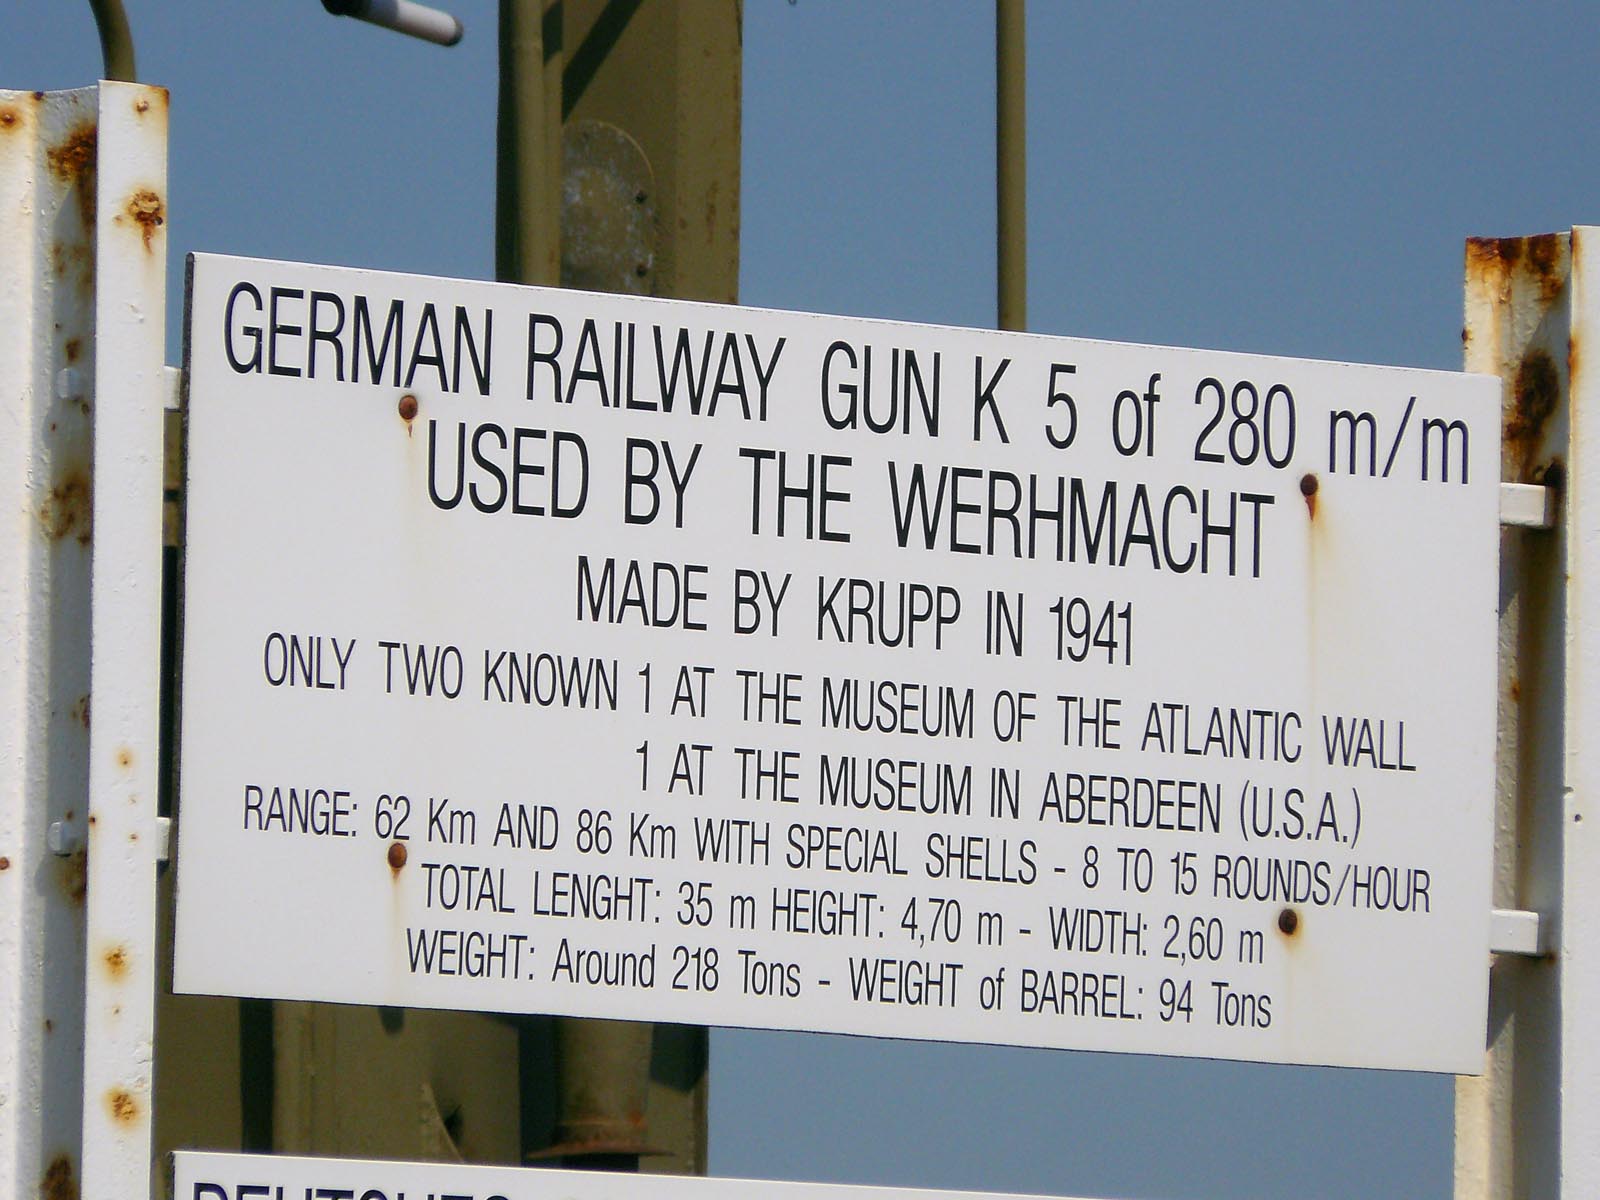 GERMAN RAILWAY GUN K 5 of 280 m/m
USED BY THE WERHMACHT
MADE BY KRUPP IN 1941
ONLY TWO KNOWN 1 AT THE MUSEUM OF THE ATLANTIC WALL
1 AT THE MUSEUM IN ABERDEEN (U.S.A.)
RANGE: 62 Km AND 86 Km WITH SPECIAL SHELLS - 8 TO 15 ROUNDS/HOUR
TOTAL LENGHT: 35 m HEIGHT: 4,70 m - WIDTH: 2,60 m
WEIGHT: Around 218 Tons - WEIGHT of BARREL: 94 Tons